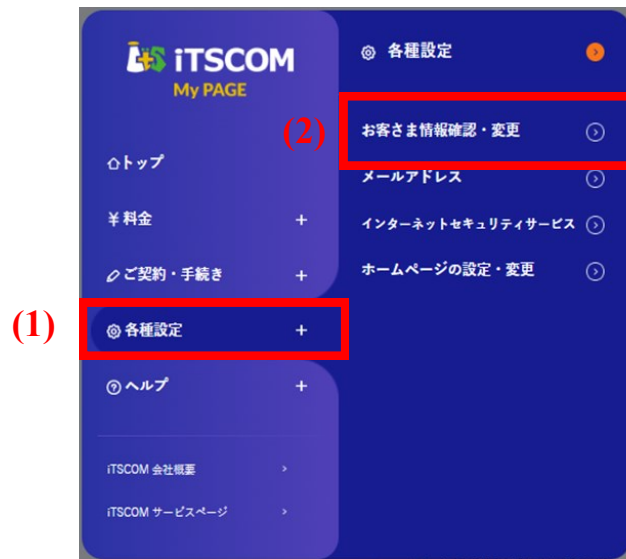 iTSCOM
My PAGE
トップ
¥料金 +
ご契約・手続き +
(1)
各種設定 +
ヘルプ +
iTSCOM 会社概要 >
iTSCOM サービスページ >
各種設定
(2)
お客さま情報確認・変更
メールアドレス
インターネットセキュリティサービス
ホームページの設定・変更